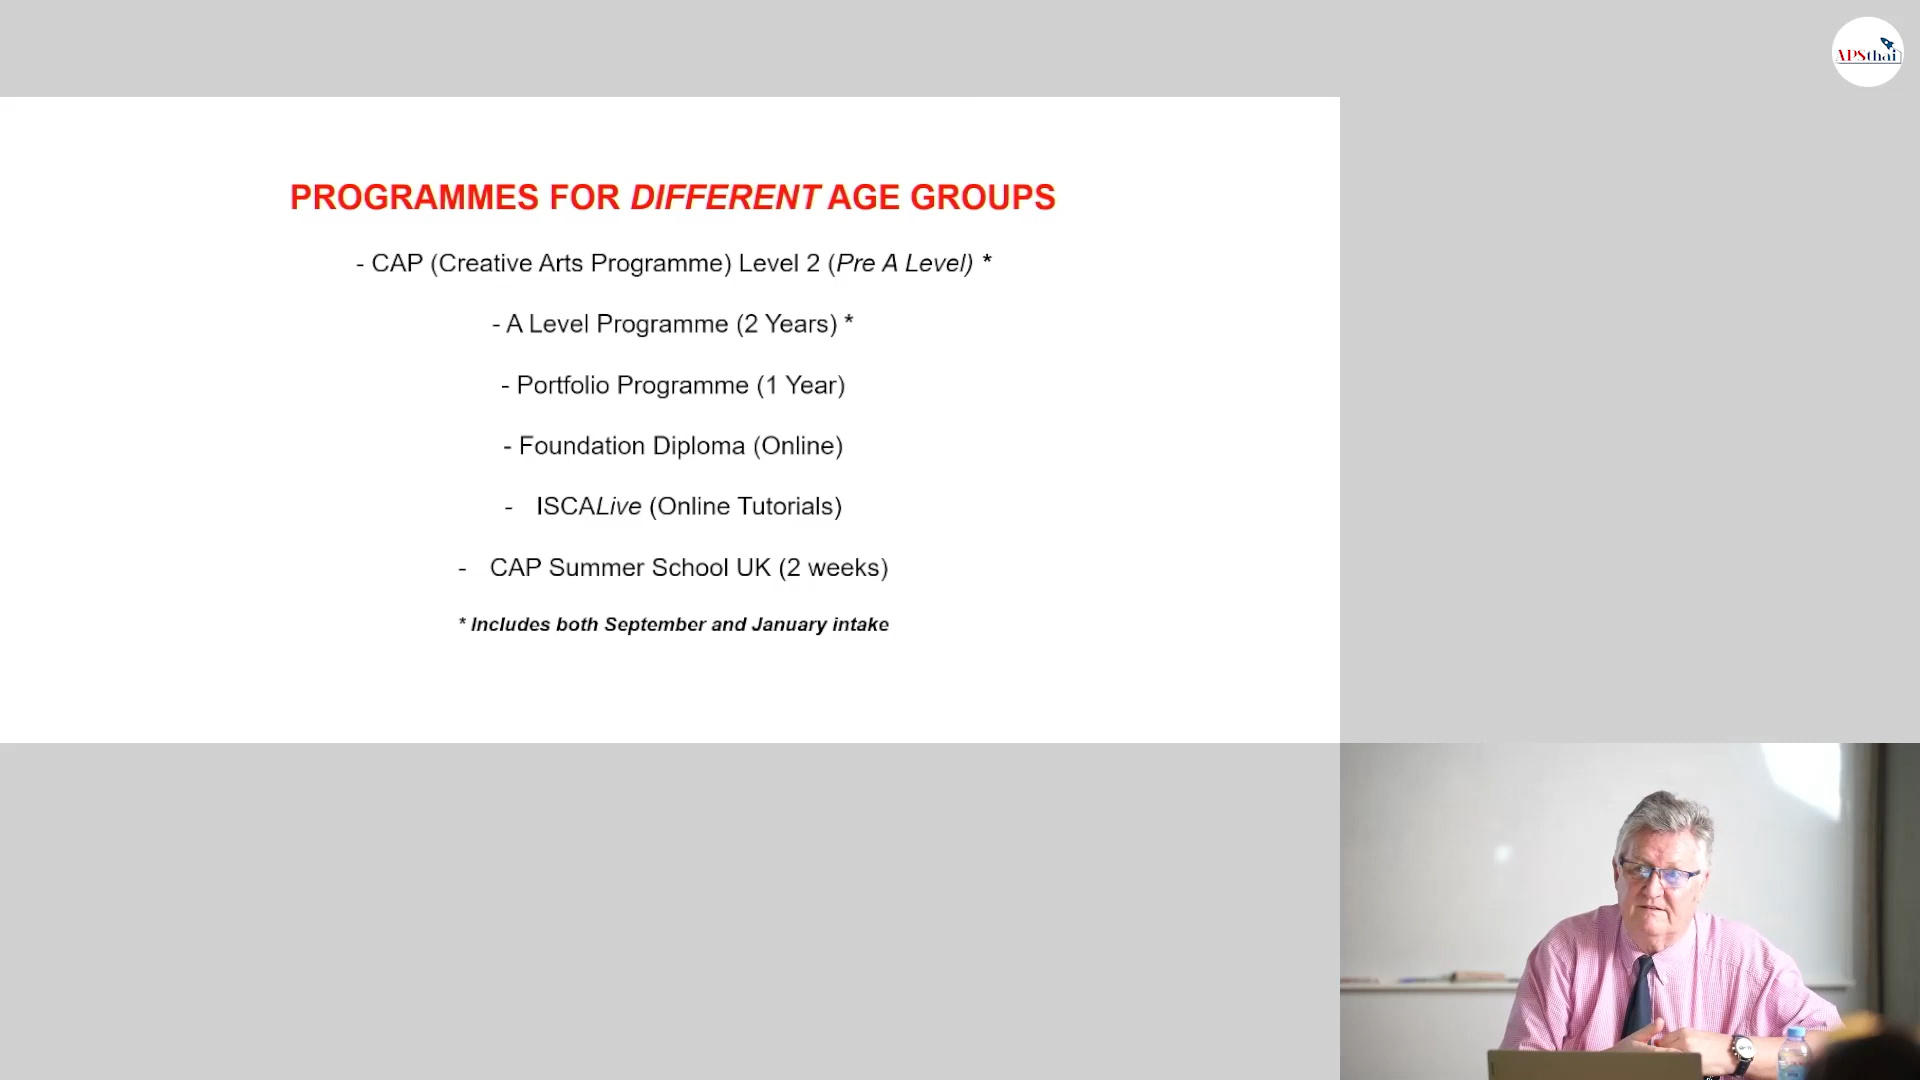 APSthai
PROGRAMMES FOR DIFFERENT AGE GROUPS
- CAP (Creative Arts Programme) Level 2 (Pre A Level) *
- A Level Programme (2 Years) *
- Portfolio Programme (1 Year)
- Foundation Diploma (Online)
- ISCALive (Online Tutorials)
- CAP Summer School UK (2 weeks)
* Includes both September and January intake